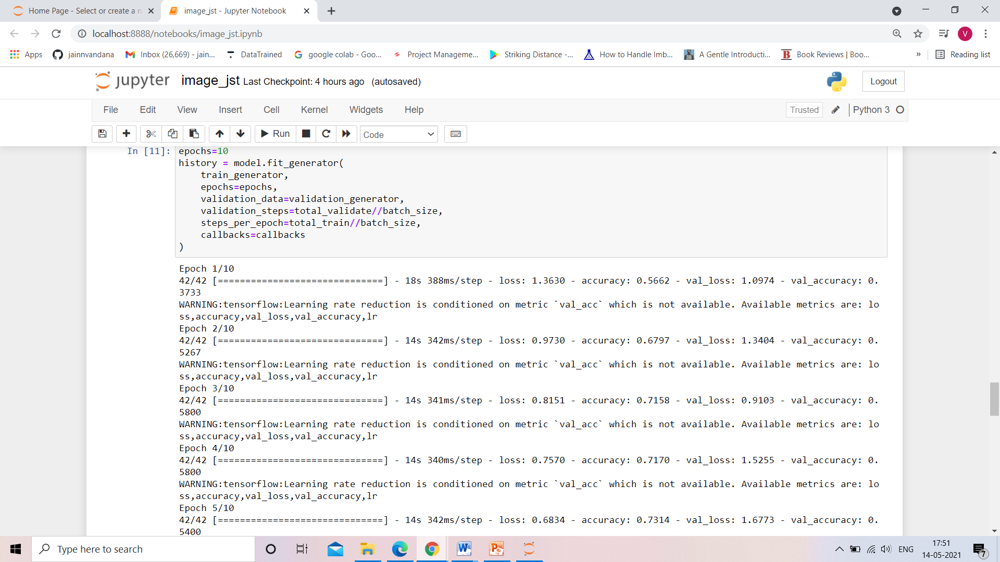 Home Page - Select or create a n
image_jst - Jupyter Notebook
localhost:8888/notebooks/image_jst.ipynb
V
Apps
jainnvandana
Inbox (26,669) - jain...
DataTrained
google colab - Goo...
Project Manageme...
Striking Distance -...
How to Handle Imb...
A Gentle Introducti...
B
Book Reviews | Boo...
»
Reading list
jupyter
image_jst Last Checkpoint: 4 hours ago (autosaved)
Logout
File Edit View Insert Cell Kernel Widgets Help
Trusted
Python 3
Run
Code
In [11]:
epochs=10
history = model.fit_generator(
    train_generator,
    epochs=epochs,
    validation_data=validation_generator,
    validation_steps=total_validate//batch_size,
    steps_per_epoch=total_train//batch_size,
    callbacks=callbacks
)
Epoch 1/10
42/42 [==============================] - 18s 388ms/step - loss: 1.3630 - accuracy: 0.5662 - val_loss: 1.0974 - val_accuracy: 0.
3733
WARNING:tensorflow:Learning rate reduction is conditioned on metric `val_acc` which is not available. Available metrics are: lo
ss,accuracy,val_loss,val_accuracy,lr
Epoch 2/10
42/42 [==============================] - 14s 342ms/step - loss: 0.9730 - accuracy: 0.6797 - val_loss: 1.3404 - val_accuracy: 0.
5267
WARNING:tensorflow:Learning rate reduction is conditioned on metric `val_acc` which is not available. Available metrics are: lo
ss,accuracy,val_loss,val_accuracy,lr
Epoch 3/10
42/42 [==============================] - 14s 341ms/step - loss: 0.8151 - accuracy: 0.7158 - val_loss: 0.9103 - val_accuracy: 0.
5800
WARNING:tensorflow:Learning rate reduction is conditioned on metric `val_acc` which is not available. Available metrics are: lo
ss,accuracy,val_loss,val_accuracy,lr
Epoch 4/10
42/42 [==============================] - 14s 340ms/step - loss: 0.7570 - accuracy: 0.7170 - val_loss: 1.5255 - val_accuracy: 0.
5800
WARNING:tensorflow:Learning rate reduction is conditioned on metric `val_acc` which is not available. Available metrics are: lo
ss,accuracy,val_loss,val_accuracy,lr
Epoch 5/10
42/42 [==============================] - 14s 342ms/step - loss: 0.6834 - accuracy: 0.7314 - val_loss: 1.6773 - val_accuracy: 0.
5400
Type here to search
ENG
17:51
14-05-2021
7